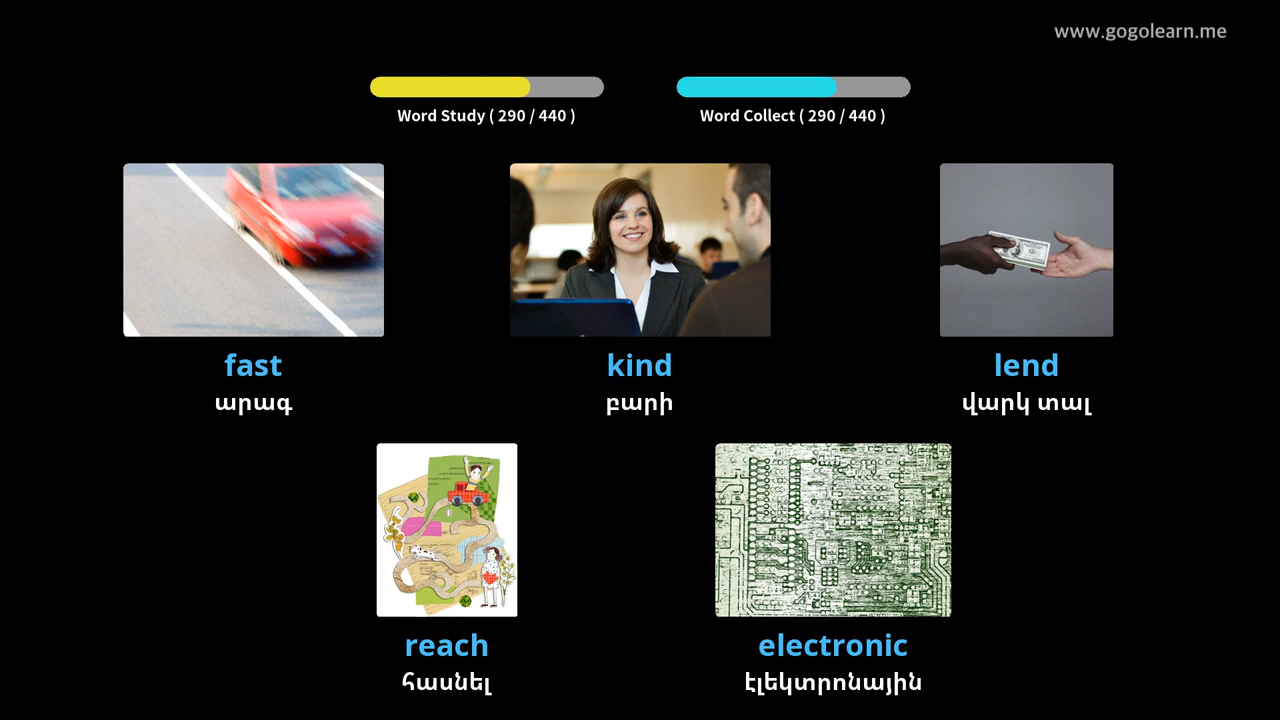 www.gogolearn.me
Word Study ( 290 / 440 )
Word Collect ( 290 / 440 )
fast
արագ
kind
բարի
lend
վարկ տալ
reach
հասնել
electronic
էլեկտրոնային